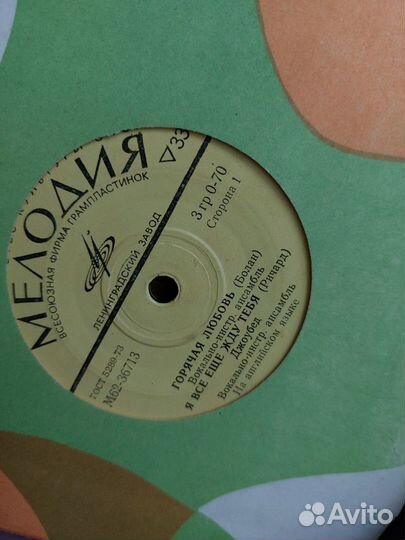 МЕЛОДИЯ
ВСЕСОЮЗНАЯ ФИРМА ГРАМПЛАСТИНОК
ЛЕНИНГРАДСКИЙ ЗАВОД
▽33
3 гр 0-70
Сторона 1
ГОСТ 5289-73
М62-36713
ГОРЯЧАЯ ЛЮБОВЬ (Болан)
Вокально-инстр. ансамбль
Я ВСЕ ЕЩЕ ЖДУ ТЕБЯ (Ричард)
Джоубед
Вокально-инстр. ансамбль
На английском языке
Avito